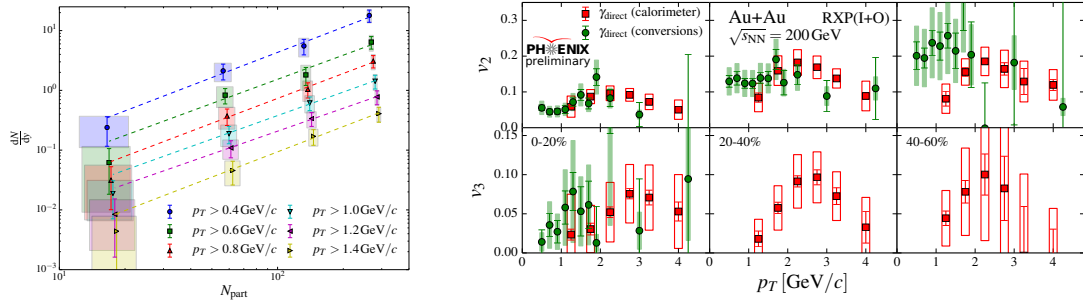 10^1
10^0
10^-1
10^-2
10^-3
dN
dy
p_T > 0.4 GeV/c
p_T > 0.6 GeV/c
p_T > 0.8 GeV/c
p_T > 1.0 GeV/c
p_T > 1.2 GeV/c
p_T > 1.4 GeV/c
10^1
10^2
N_part
0.3
0.2
0.1
0.0
v_2
γ_direct (calorimeter)
γ_direct (conversions)
PHENIX
preliminary
Au+Au
√s_NN = 200 GeV
RXP(I+O)
0.15
0.10
0.05
0.00
v_3
0-20%
20-40%
40-60%
0 1 2 3 4
0 1 2 3 4
0 1 2 3 4
p_T [GeV/c]